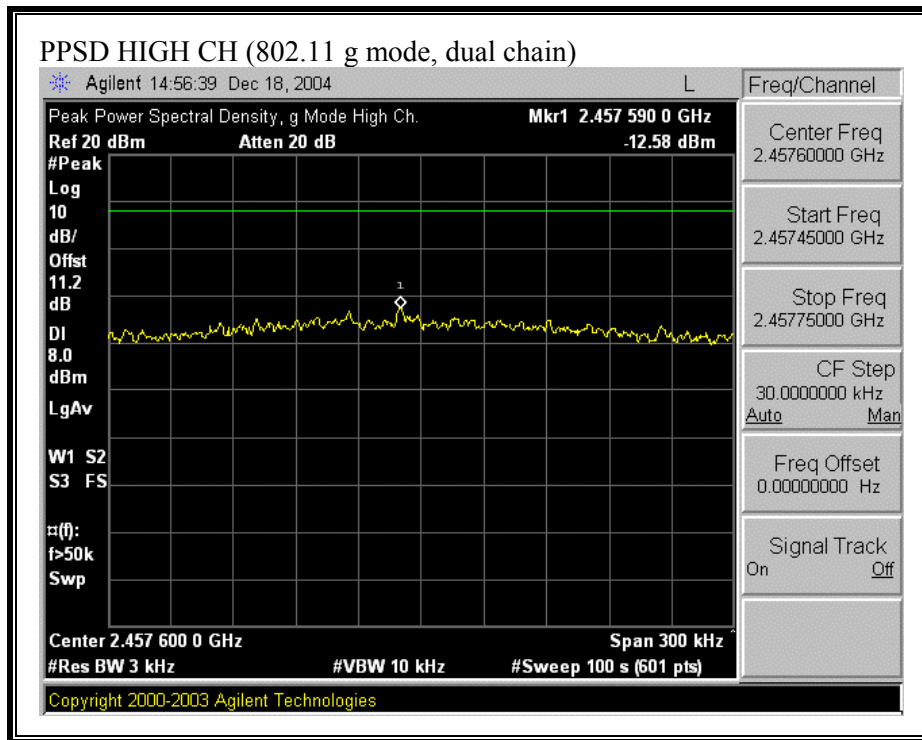 PPSD HIGH CH (802.11 g mode, dual chain)
Agilent 14:56:39 Dec 18, 2004 L
Freq/Channel
Peak Power Spectral Density, g Mode High Ch. Mkr1 2.457 590 0 GHz
Ref 20 dBm Atten 20 dB -12.58 dBm
#Peak
Log
10
dB/
Offst
11.2
dB
DI
8.0
dBm
LgAv
W1 S2
S3 FS
¤(f):
f>50k
Swp
1
Center 2.457 600 0 GHz Span 300 kHz ^
#Res BW 3 kHz #VBW 10 kHz #Sweep 100 s (601 pts)
Copyright 2000-2003 Agilent Technologies
Center Freq
2.45760000 GHz
Start Freq
2.45745000 GHz
Stop Freq
2.45775000 GHz
CF Step
30.0000000 kHz
Auto Man
Freq Offset
0.00000000 Hz
Signal Track
On Off